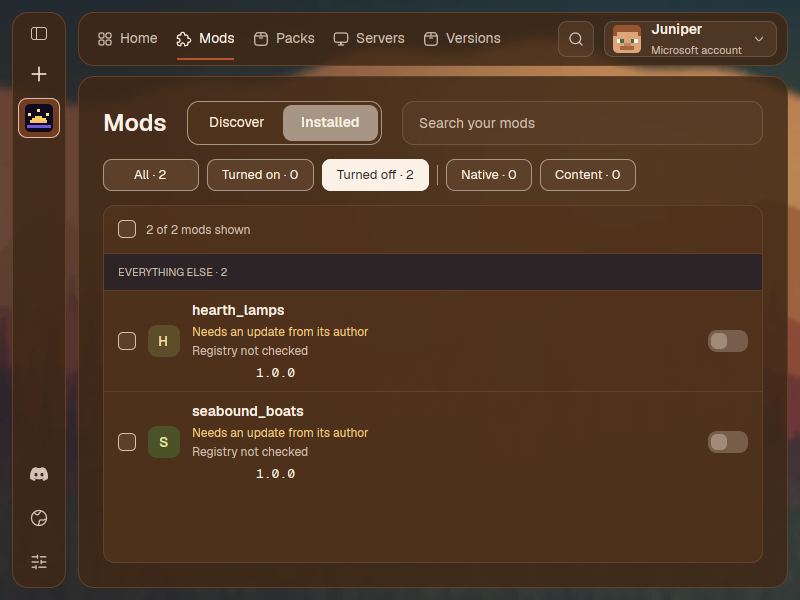 Home
Mods
Packs
Servers
Versions
Juniper
Microsoft account
Mods
Discover
Installed
Search your mods
All · 2
Turned on · 0
Turned off · 2
Native · 0
Content · 0
2 of 2 mods shown
EVERYTHING ELSE · 2
H
hearth_lamps
Needs an update from its author
Registry not checked
1.0.0
S
seabound_boats
Needs an update from its author
Registry not checked
1.0.0